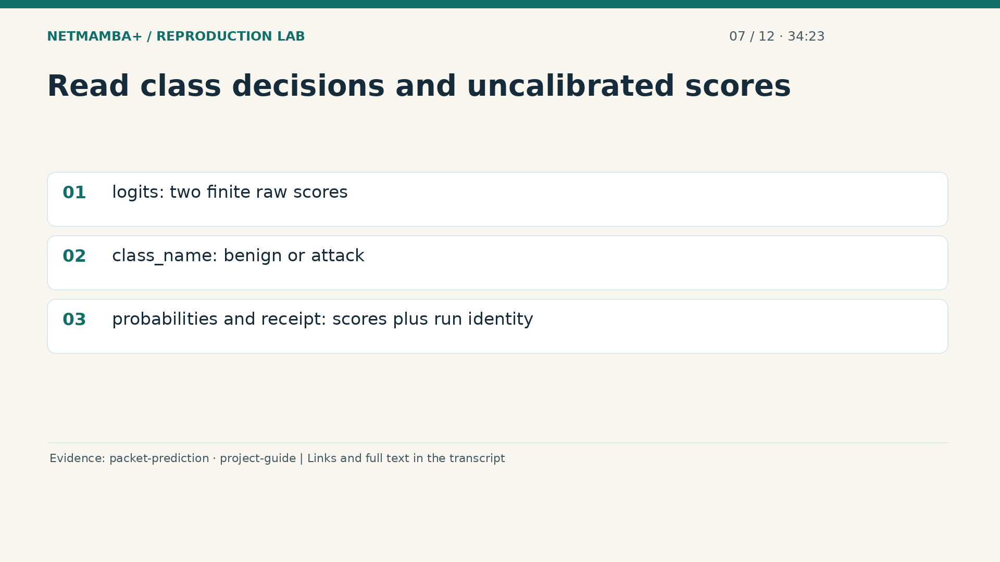 NETMAMBA+ / REPRODUCTION LAB
07 / 12 · 34:23
Read class decisions and uncalibrated scores
01 logits: two finite raw scores
02 class_name: benign or attack
03 probabilities and receipt: scores plus run identity
Evidence: packet-prediction · project-guide | Links and full text in the transcript